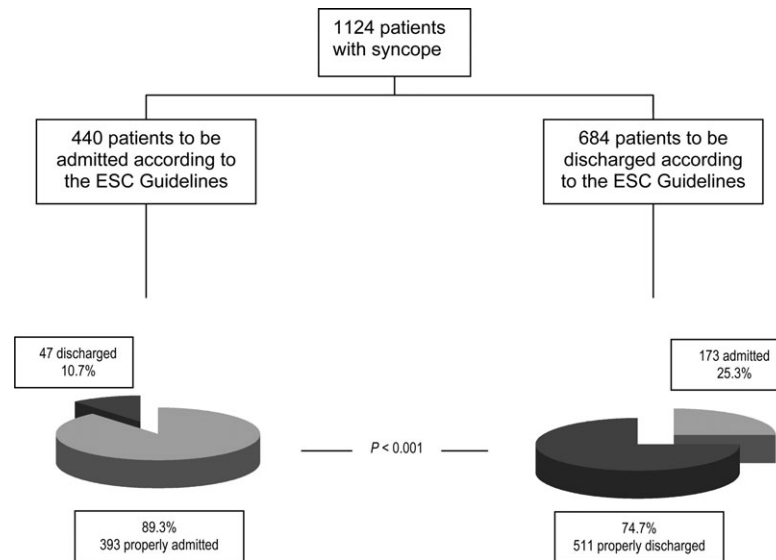 1124 patients
with syncope
440 patients to be
admitted according to
the ESC Guidelines
684 patients to be
discharged according
to the ESC Guidelines
47 discharged
10.7%
173 admitted
25.3%
P < 0.001
89.3%
393 properly admitted
74.7%
511 properly discharged